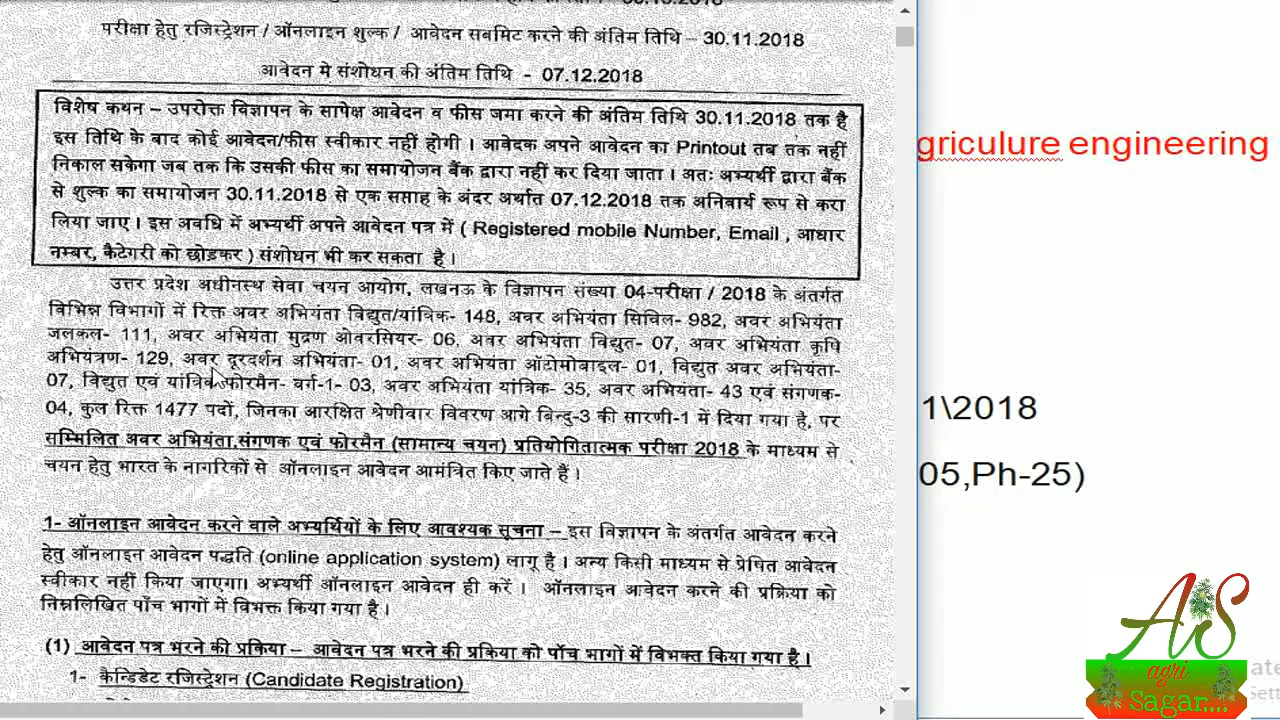 30.10.2018
परीक्षा हेतु रजिस्ट्रेशन / ऑनलाइन शुल्क / आवेदन सबमिट करने की अंतिम तिथि – 30.11.2018
आवेदन मे संशोधन की अंतिम तिथि - 07.12.2018
विशेष कथन – उपरोक्त विज्ञापन के सापेक्ष आवेदन व फीस जमा करने की अंतिम तिथि 30.11.2018 तक है
इस तिथि के बाद कोई आवेदन/फीस स्वीकार नहीं होगी । आवेदक अपने आवेदन का Printout तब तक नहीं
निकाल सकेगा जब तक कि उसकी फीस का समायोजन बैंक द्वारा नहीं कर दिया जाता । अतः अभ्यर्थी द्वारा बैंक
से शुल्क का समायोजन 30.11.2018 से एक सप्ताह के अंदर अर्थात 07.12.2018 तक अनिवार्य रूप से करा
लिया जाए । इस अवधि में अभ्यर्थी अपने आवेदन पत्र में ( Registered mobile Number, Email , आधार
नम्बर, कैटेगरी को छोड़कर ) संशोधन भी कर सकता है ।
उत्तर प्रदेश अधीनस्थ सेवा चयन आयोग, लखनऊ के विज्ञापन संख्या 04-परीक्षा / 2018 के अंतर्गत
विभिन्न विभागों में रिक्त अवर अभियंता विद्युत/यांत्रिक- 148, अवर अभियंता सिविल- 982, अवर अभियंता
जलकल- 111, अवर अभियंता मुद्रण ओवरसियर- 06, अवर अभियंता विद्युत- 07, अवर अभियंता कृषि
अभियंत्रण- 129, अवर दूरदर्शन अभियंता- 01, अवर अभियंता ऑटोमोबाइल- 01, विद्युत अवर अभियंता-
07, विद्युत एवं यांत्रिक फोरमैन- वर्ग-1- 03, अवर अभियंता यांत्रिक- 35, अवर अभियंता- 43 एवं संगणक-
04, कुल रिक्त 1477 पदों, जिनका आरक्षित श्रेणीवार विवरण आगे बिन्दु-3 की सारणी-1 में दिया गया है, पर
सम्मिलित अवर अभियंता,संगणक एवं फोरमैन (सामान्य चयन) प्रतियोगितात्मक परीक्षा 2018 के माध्यम से
चयन हेतु भारत के नागरिकों से ऑनलाइन आवेदन आमंत्रित किए जाते हैं ।
1- ऑनलाइन आवेदन करने वाले अभ्यर्थियों के लिए आवश्यक सूचना – इस विज्ञापन के अंतर्गत आवेदन करने
हेतु ऑनलाइन आवेदन पद्धति (online application system) लागू है । अन्य किसी माध्यम से प्रेषित आवेदन
स्वीकार नहीं किया जाएगा। अभ्यर्थी ऑनलाइन आवेदन ही करें । ऑनलाइन आवेदन करने की प्रक्रिया को
निम्नलिखित पाँच भागों में विभक्त किया गया है ।
(1) आवेदन पत्र भरने की प्रकिया – आवेदन पत्र भरने की प्रकिया को पाँच भागों में विभक्त किया गया है ।
1- कैन्डिडेट रजिस्ट्रेशन (Candidate Registration)
griculure engineering
1\2018
05,Ph-25)
AS
agri
Sagar...
ate
Sett